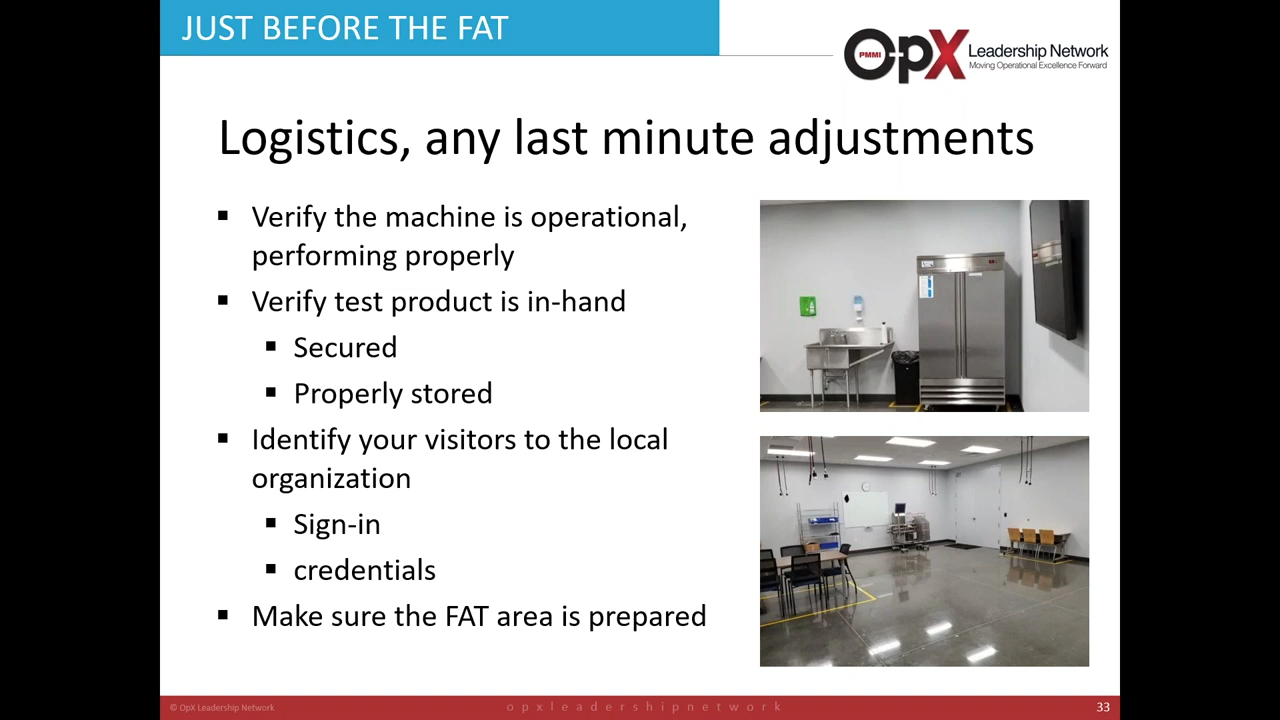 JUST BEFORE THE FAT
PMMI
OpX
Leadership Network
Moving Operational Excellence Forward
Logistics, any last minute adjustments
▪ Verify the machine is operational,
performing properly
▪ Verify test product is in-hand
▪ Secured
▪ Properly stored
▪ Identify your visitors to the local
organization
▪ Sign-in
▪ credentials
▪ Make sure the FAT area is prepared
© OpX Leadership Network
opxleadershipnetwork
33